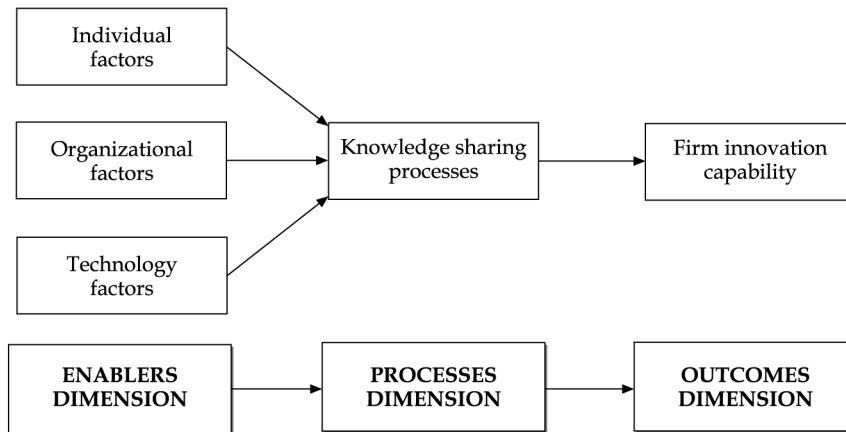 Individual
factors
Organizational
factors
Technology
factors
Knowledge sharing
processes
Firm innovation
capability
ENABLERS
DIMENSION
PROCESSES
DIMENSION
OUTCOMES
DIMENSION